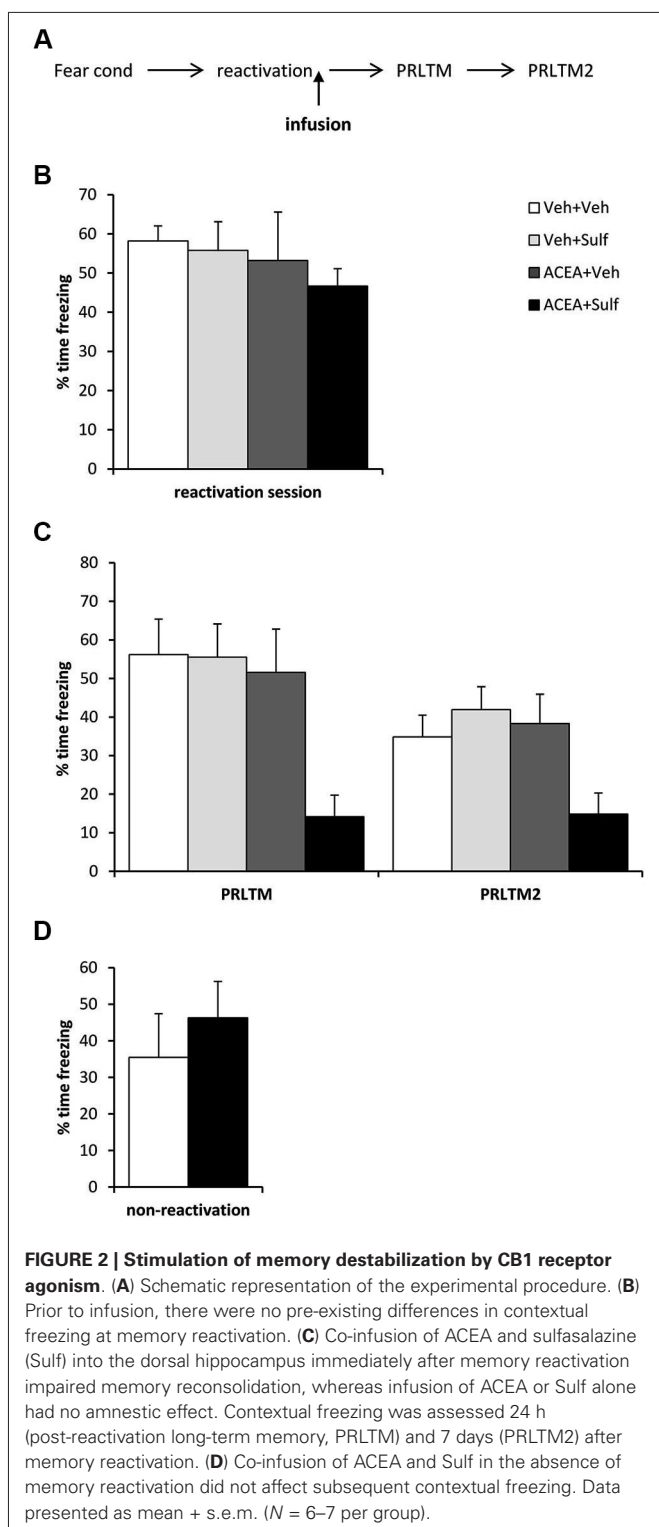 A
Fear cond reactivation PRLTM PRLTM2
infusion
B
70
60
50
40
30
20
10
0
% time freezing
reactivation session
Veh+Veh
Veh+Sulf
ACEA+Veh
ACEA+Sulf
C
80
70
60
50
40
30
20
10
0
% time freezing
PRLTM PRLTM2
D
60
50
40
30
20
10
0
% time freezing
non-reactivation
FIGURE 2 | Stimulation of memory destabilization by CB1 receptor
agonism. (A) Schematic representation of the experimental procedure. (B)
Prior to infusion, there were no pre-existing differences in contextual
freezing at memory reactivation. (C) Co-infusion of ACEA and sulfasalazine
(Sulf) into the dorsal hippocampus immediately after memory reactivation
impaired memory reconsolidation, whereas infusion of ACEA or Sulf alone
had no amnestic effect. Contextual freezing was assessed 24 h
(post-reactivation long-term memory, PRLTM) and 7 days (PRLTM2) after
memory reactivation. (D) Co-infusion of ACEA and Sulf in the absence of
memory reactivation did not affect subsequent contextual freezing. Data
presented as mean + s.e.m. (N = 6–7 per group).